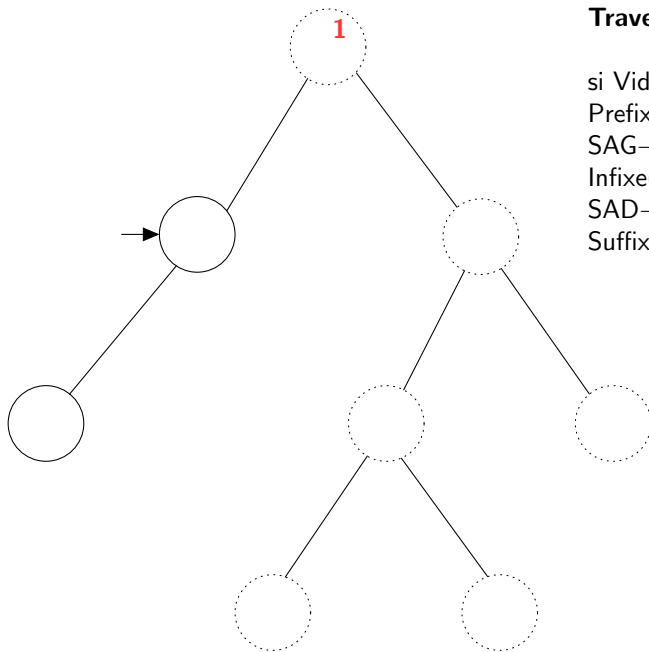 1
Trave
si Vid
Prefix
SAG–
Infixe
SAD–
Suffix